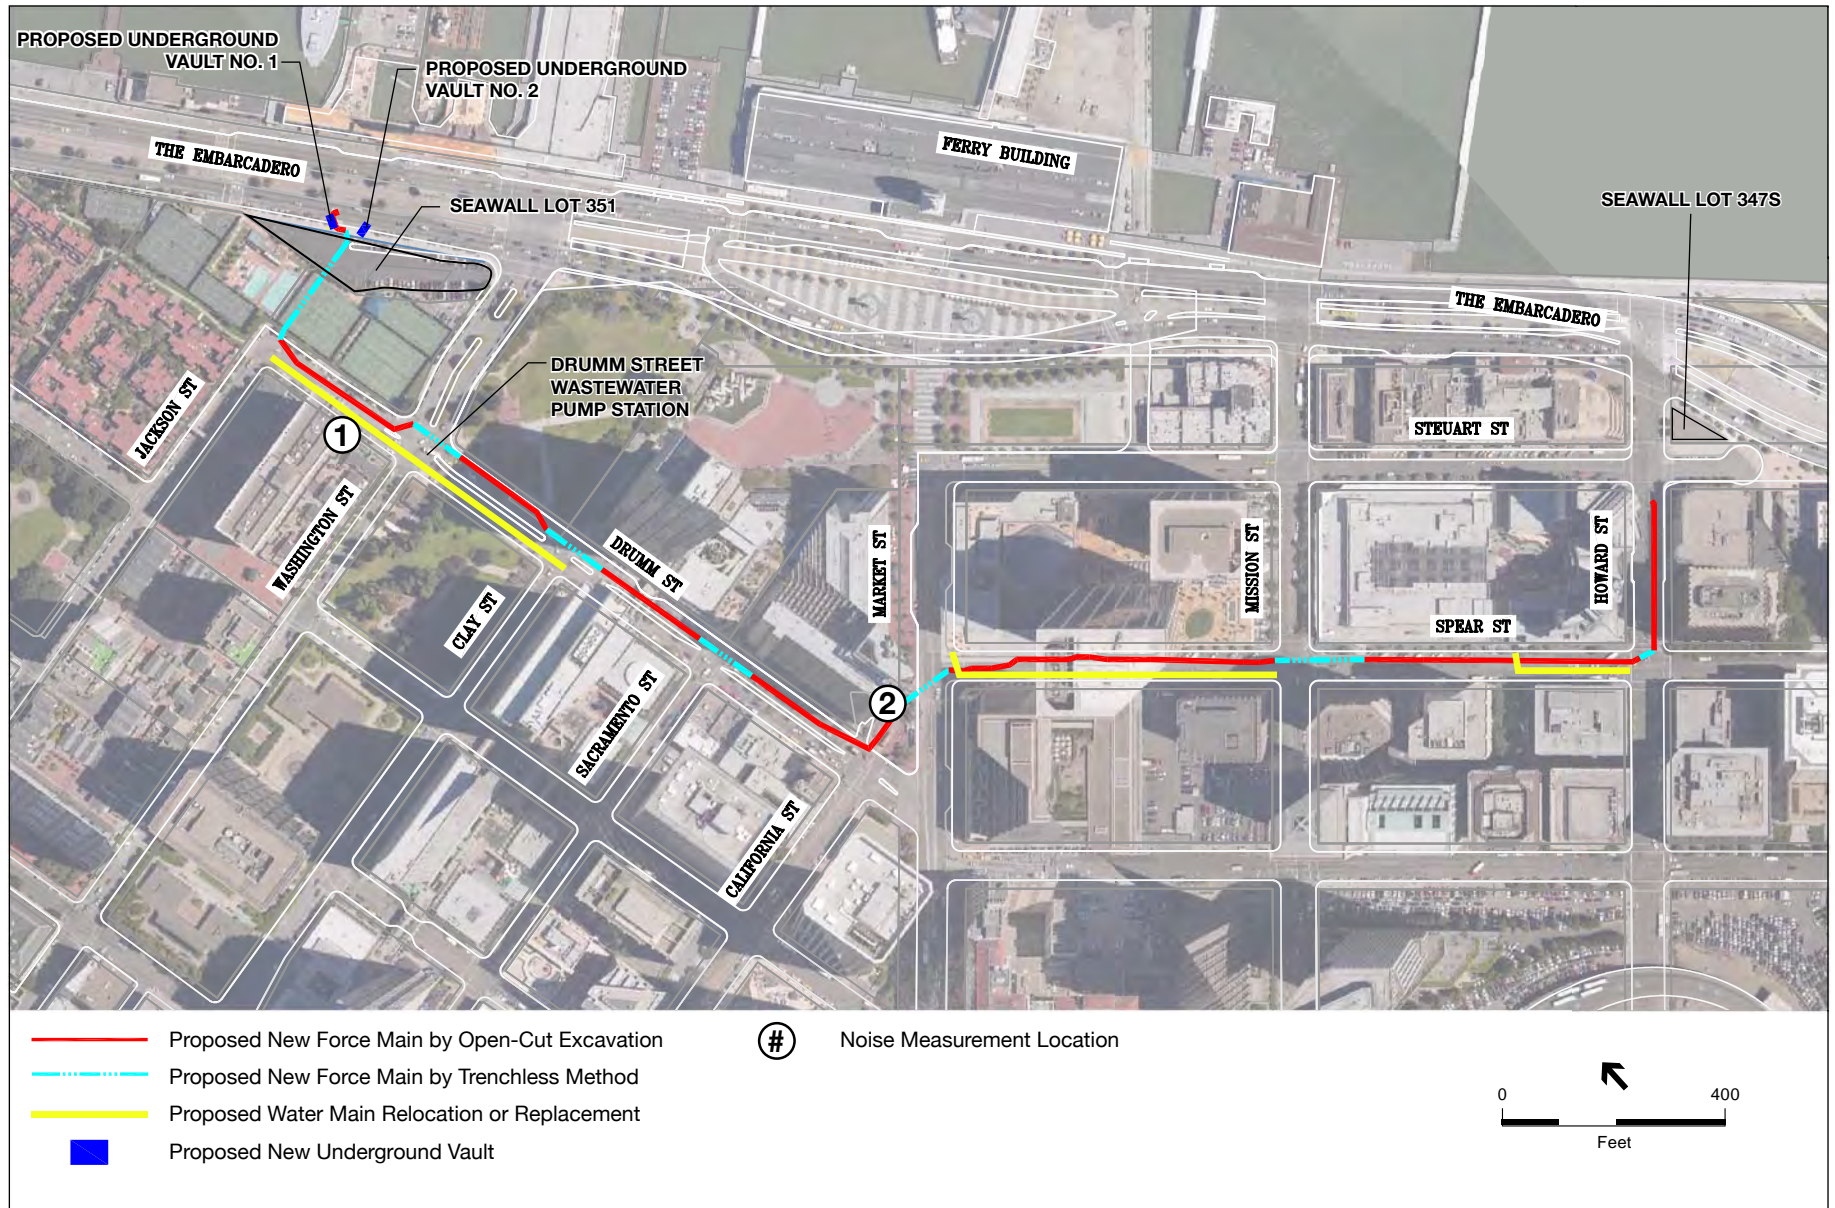 PROPOSED UNDERGROUND
VAULT NO. 1
PROPOSED UNDERGROUND
VAULT NO. 2
THE EMBARCADERO
FERRY BUILDING
SEAWALL LOT 351
SEAWALL LOT 347S
THE EMBARCADERO
DRUMM STREET
WASTEWATER
PUMP STATION
JACKSON ST
1
STEUART ST
WASHINGTON ST
DRUMM ST
MARKET ST
MISSION ST
HOWARD ST
CLAY ST
SPEAR ST
SACRAMENTO ST
2
CALIFORNIA ST
Proposed New Force Main by Open-Cut Excavation
# Noise Measurement Location
Proposed New Force Main by Trenchless Method
Proposed Water Main Relocation or Replacement
Proposed New Underground Vault
0 400
Feet